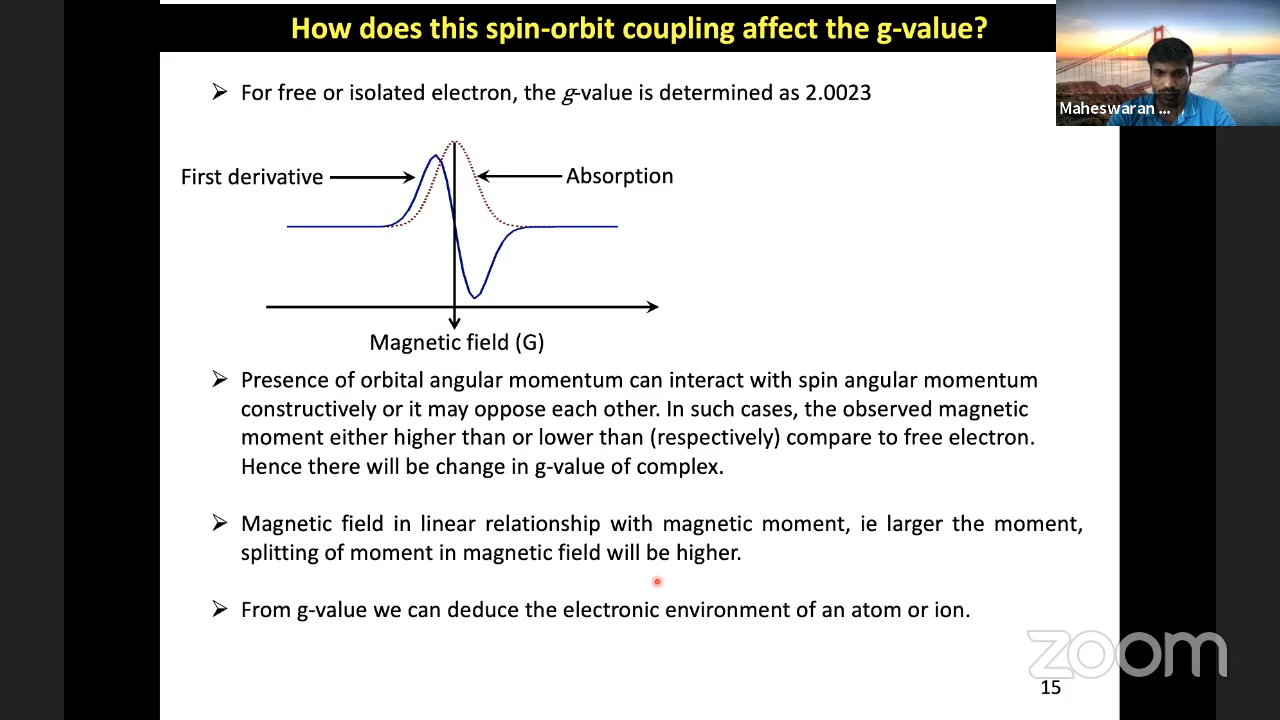 How does this spin-orbit coupling affect the g-value?
Maheswaran ...
➢ For free or isolated electron, the g-value is determined as 2.0023
First derivative
Absorption
Magnetic field (G)
➢ Presence of orbital angular momentum can interact with spin angular momentum
constructively or it may oppose each other. In such cases, the observed magnetic
moment either higher than or lower than (respectively) compare to free electron.
Hence there will be change in g-value of complex.
➢ Magnetic field in linear relationship with magnetic moment, ie larger the moment,
splitting of moment in magnetic field will be higher.
➢ From g-value we can deduce the electronic environment of an atom or ion.
zoom
15